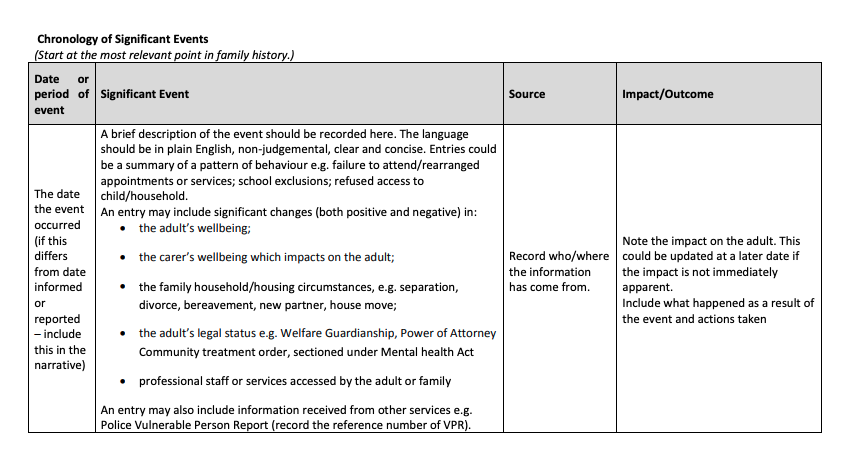 Chronology of Significant Events
(Start at the most relevant point in family history.)
Date or
period of
event
Significant Event
Source
Impact/Outcome
The date
the event
occurred
(if this
differs
from date
informed
or
reported
– include
this in the
narrative)
A brief description of the event should be recorded here. The language
should be in plain English, non-judgemental, clear and concise. Entries could
be a summary of a pattern of behaviour e.g. failure to attend/rearranged
appointments or services; school exclusions; refused access to
child/household.
An entry may include significant changes (both positive and negative) in:
• the adult's wellbeing;
• the carer's wellbeing which impacts on the adult;
• the family household/housing circumstances, e.g. separation,
divorce, bereavement, new partner, house move;
• the adult's legal status e.g. Welfare Guardianship, Power of Attorney
Community treatment order, sectioned under Mental health Act
• professional staff or services accessed by the adult or family
An entry may also include information received from other services e.g.
Police Vulnerable Person Report (record the reference number of VPR).
Record who/where
the information
has come from.
Note the impact on the adult. This
could be updated at a later date if
the impact is not immediately
apparent.
Include what happened as a result of
the event and actions taken